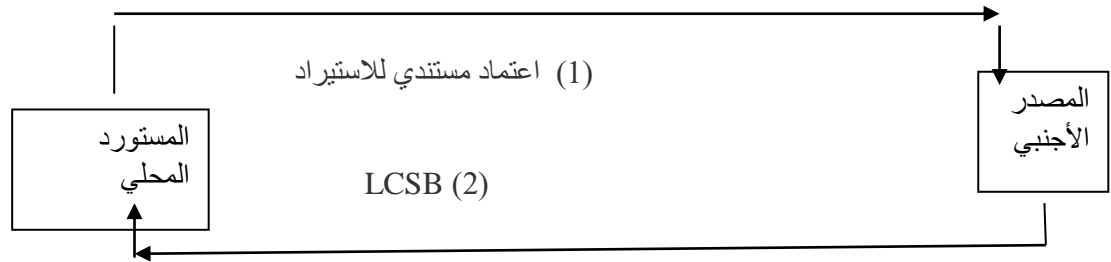 (1) اعتماد مستندي للاستيراد
المصدر
الأجنبي
المستورد
المحلي
LCSB (2)